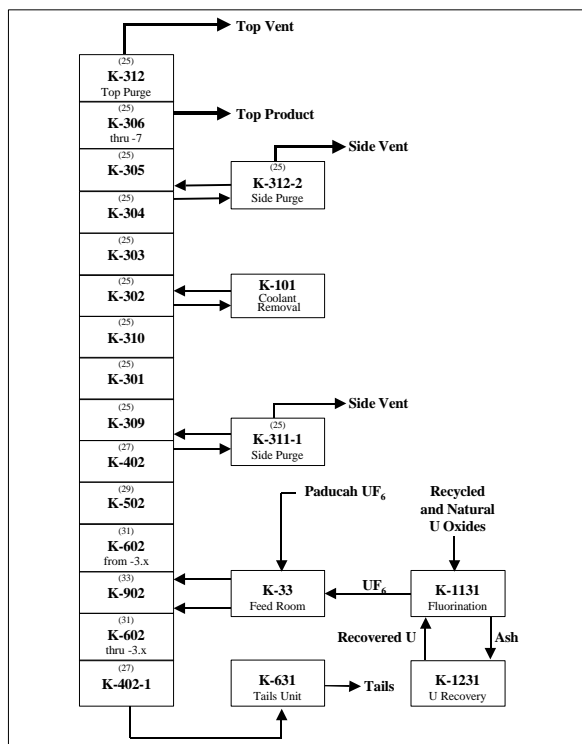 Top Vent
(25)
K-312
Top Purge
(25)
K-306
thru -7
Top Product
(25)
K-305
Side Vent
(25)
K-312-2
Side Purge
(25)
K-304
(25)
K-303
(25)
K-302
K-101
Coolant
Removal
(25)
K-310
(25)
K-301
(25)
K-309
Side Vent
(25)
K-311-1
Side Purge
(27)
K-402
(29)
K-502
Paducah UF6
Recycled
and Natural
U Oxides
(31)
K-602
from -3.x
(33)
K-902
K-33
Feed Room
UF6
K-1131
Fluorination
(31)
K-602
thru -3.x
Recovered U
Ash
(27)
K-402-1
K-631
Tails Unit
Tails
K-1231
U Recovery